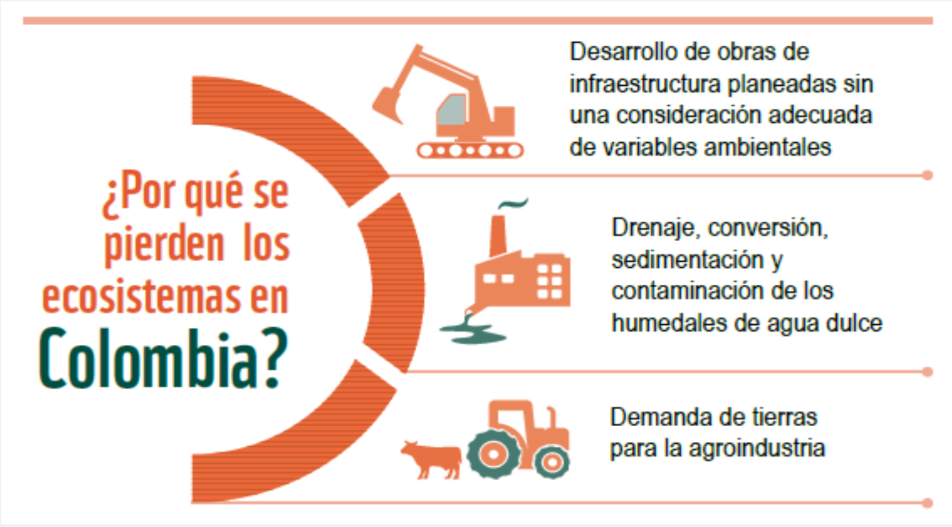 ¿Por qué se
pierden los
ecosistemas en
Colombia?
Desarrollo de obras de
infraestructura planeadas sin
una consideración adecuada
de variables ambientales
Drenaje, conversión,
sedimentación y
contaminación de los
humedales de agua dulce
Demanda de tierras
para la agroindustria